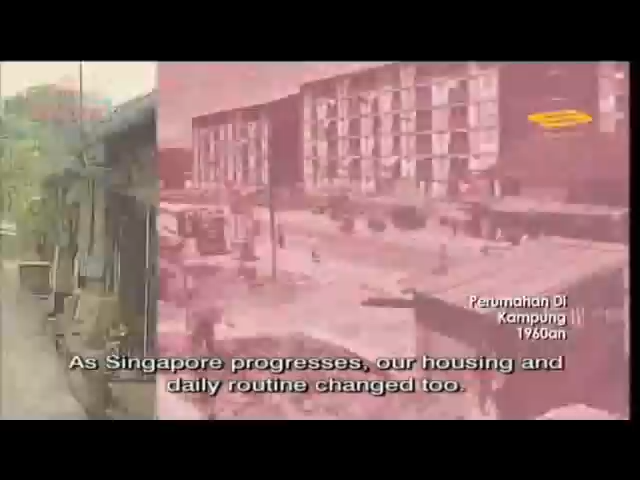 Perumahan Di
Kampung
1960an
As Singapore progresses, our housing and
daily routine changed too.